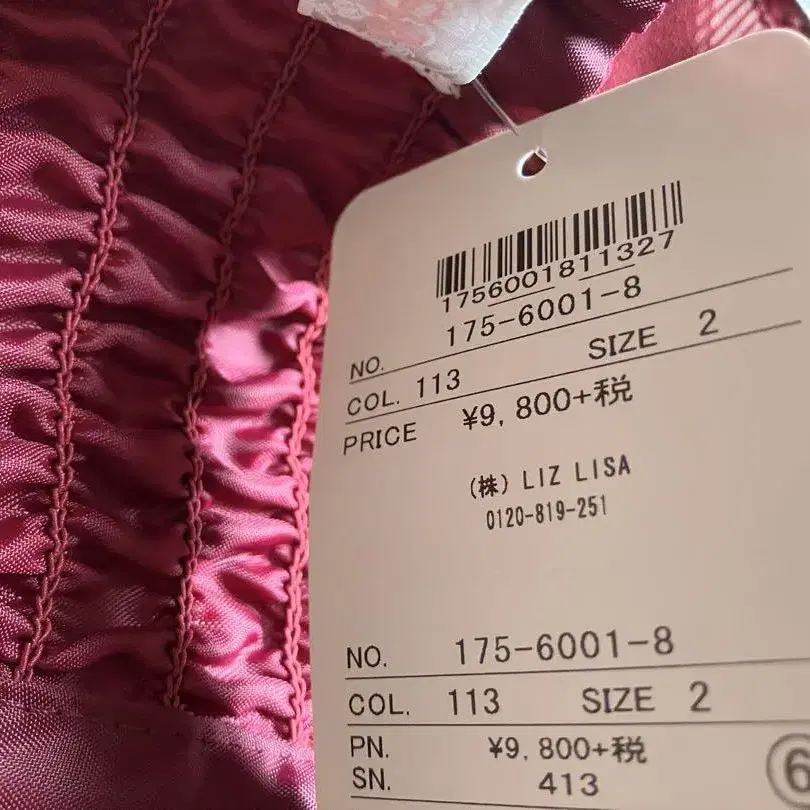 1756001811327
NO. 175-6001-8
COL. 113 SIZE 2
PRICE ¥9,800+税
(株) LIZ LISA
0120-819-251
NO. 175-6001-8
COL. 113 SIZE 2
PN. ¥9,800+税
SN. 413
⑥